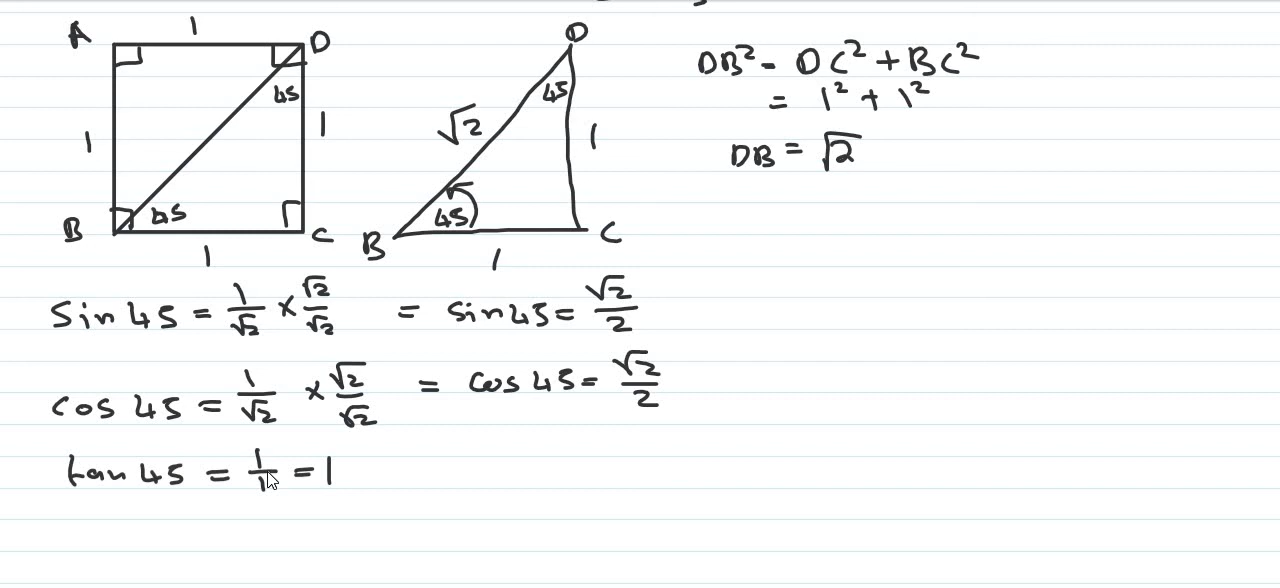 A 1 D
45
1 1
B 45 C
1
D
45
√2 1
45
B C
1
DB² = DC² + BC²
= 1² + 1²
DB = √2
Sin 45 = 1/√2 × √2/√2 = Sin 45 = √2/2
cos 45 = 1/√2 × √2/√2 = cos 45 = √2/2
tan 45 = 1/1 = 1